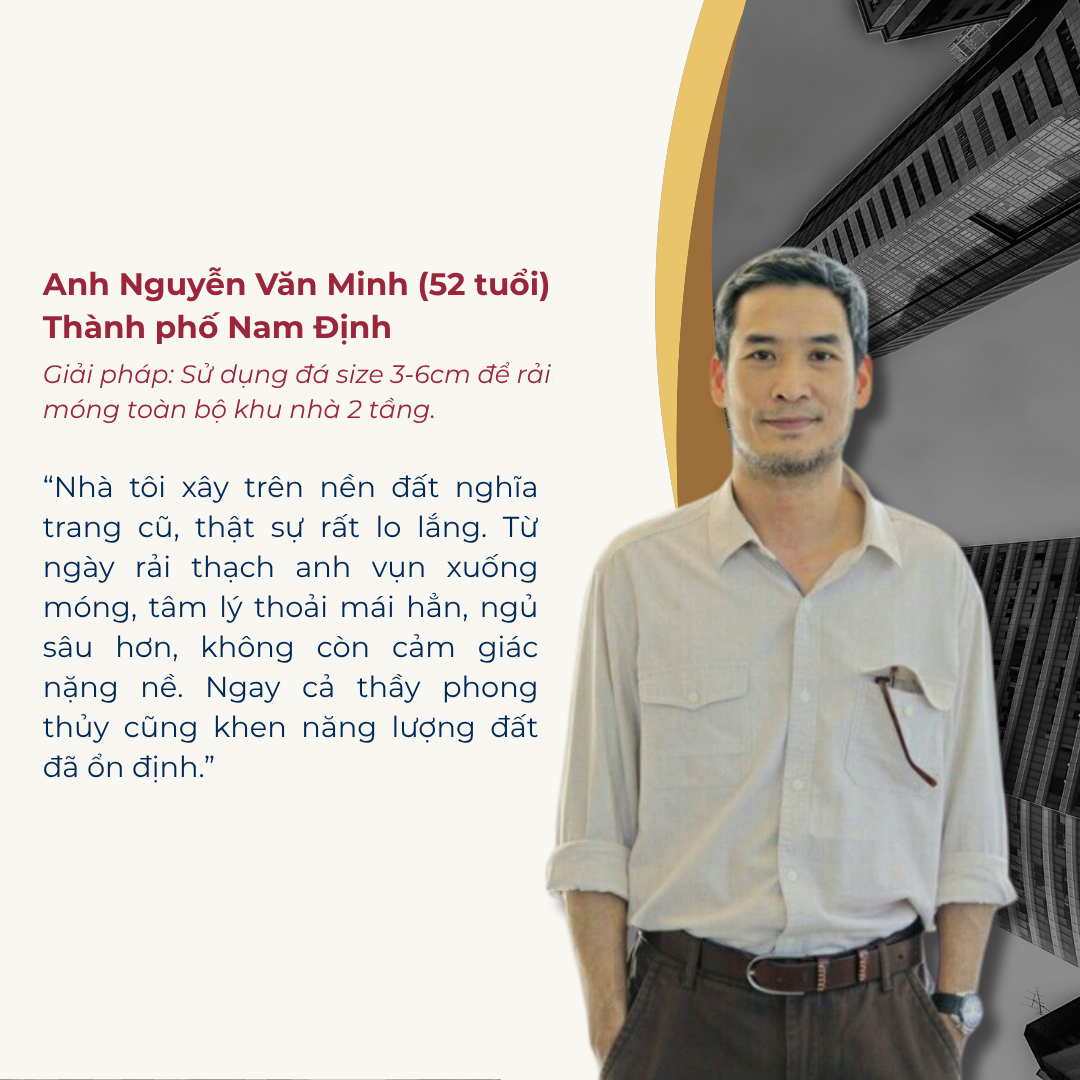 Anh Nguyễn Văn Minh (52 tuổi)
Thành phố Nam Định
Giải pháp: Sử dụng đá size 3-6cm để rải
móng toàn bộ khu nhà 2 tầng.
“Nhà tôi xây trên nền đất nghĩa
trang cũ, thật sự rất lo lắng. Từ
ngày rải thạch anh vụn xuống
móng, tâm lý thoải mái hẳn, ngủ
sâu hơn, không còn cảm giác
nặng nề. Ngay cả thầy phong
thủy cũng khen năng lượng đất
đã ổn định.”